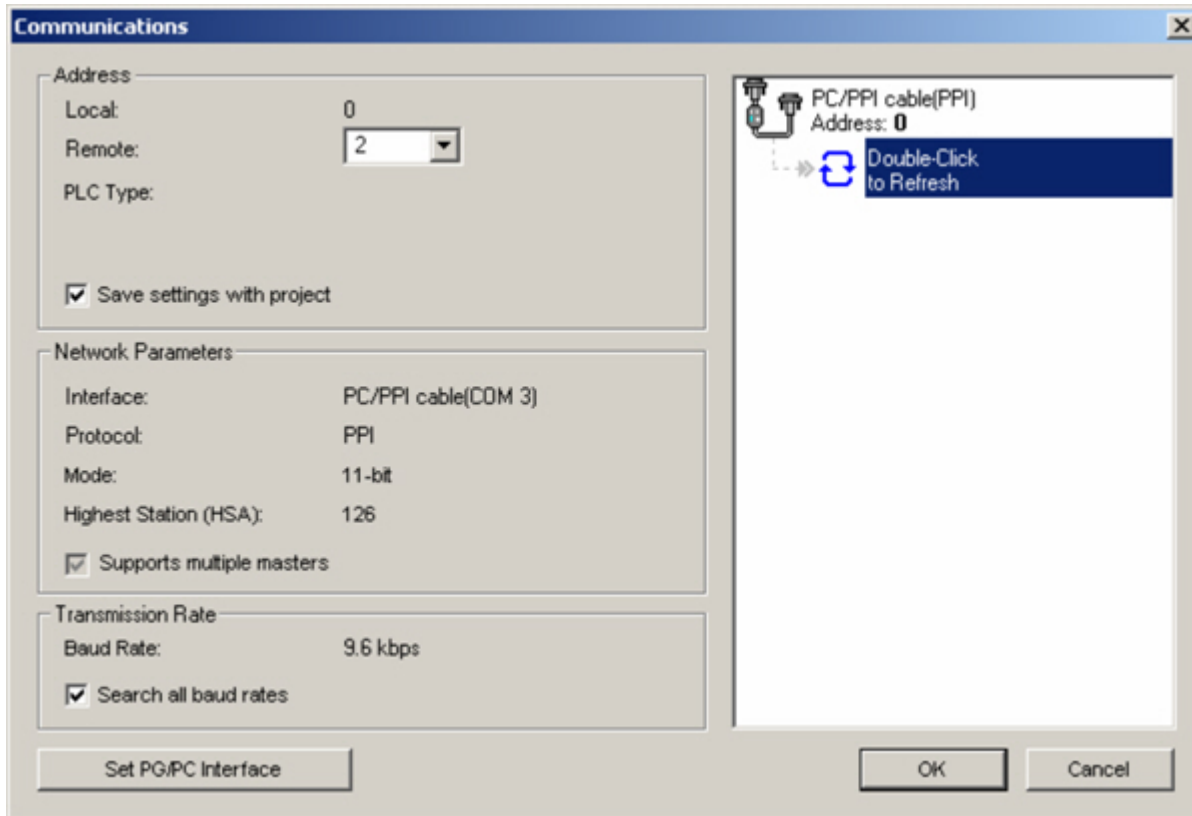 Communications
Address
Local: 0
Remote: 2
PLC Type:
Save settings with project
Network Parameters
Interface: PC/PPI cable(COM 3)
Protocol: PPI
Mode: 11-bit
Highest Station (HSA): 126
Supports multiple masters
Transmission Rate
Baud Rate: 9.6 kbps
Search all baud rates
Set PG/PC Interface
PC/PPI cable(PPI)
Address: 0
Double-Click
to Refresh
OK
Cancel